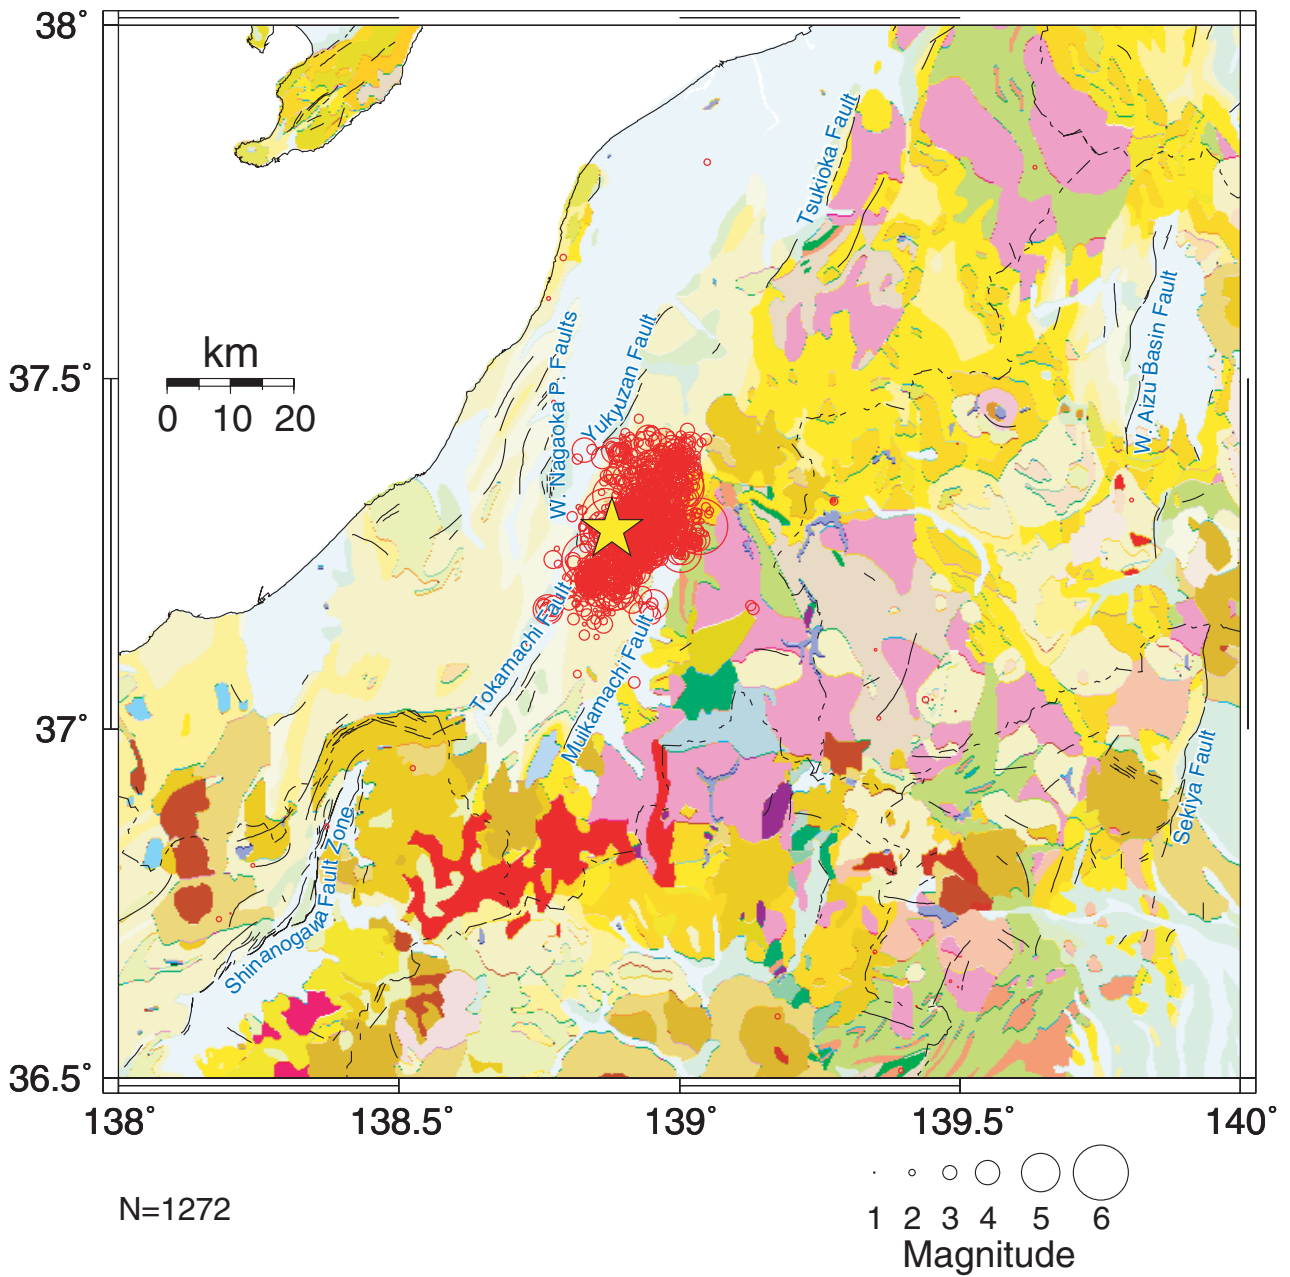 38°
37.5°
37°
36.5°
138°
138.5°
139°
139.5°
140°
km
0 10 20
Tsukioka Fault
W. Nagaoka P. Faults
Yukyuzan Fault
W. Aizu Basin Fault
Tokamachi Fault
Muikamachi Fault
Sekiya Fault
Shinanogawa Fault Zone
N=1272
1 2 3 4 5 6
Magnitude